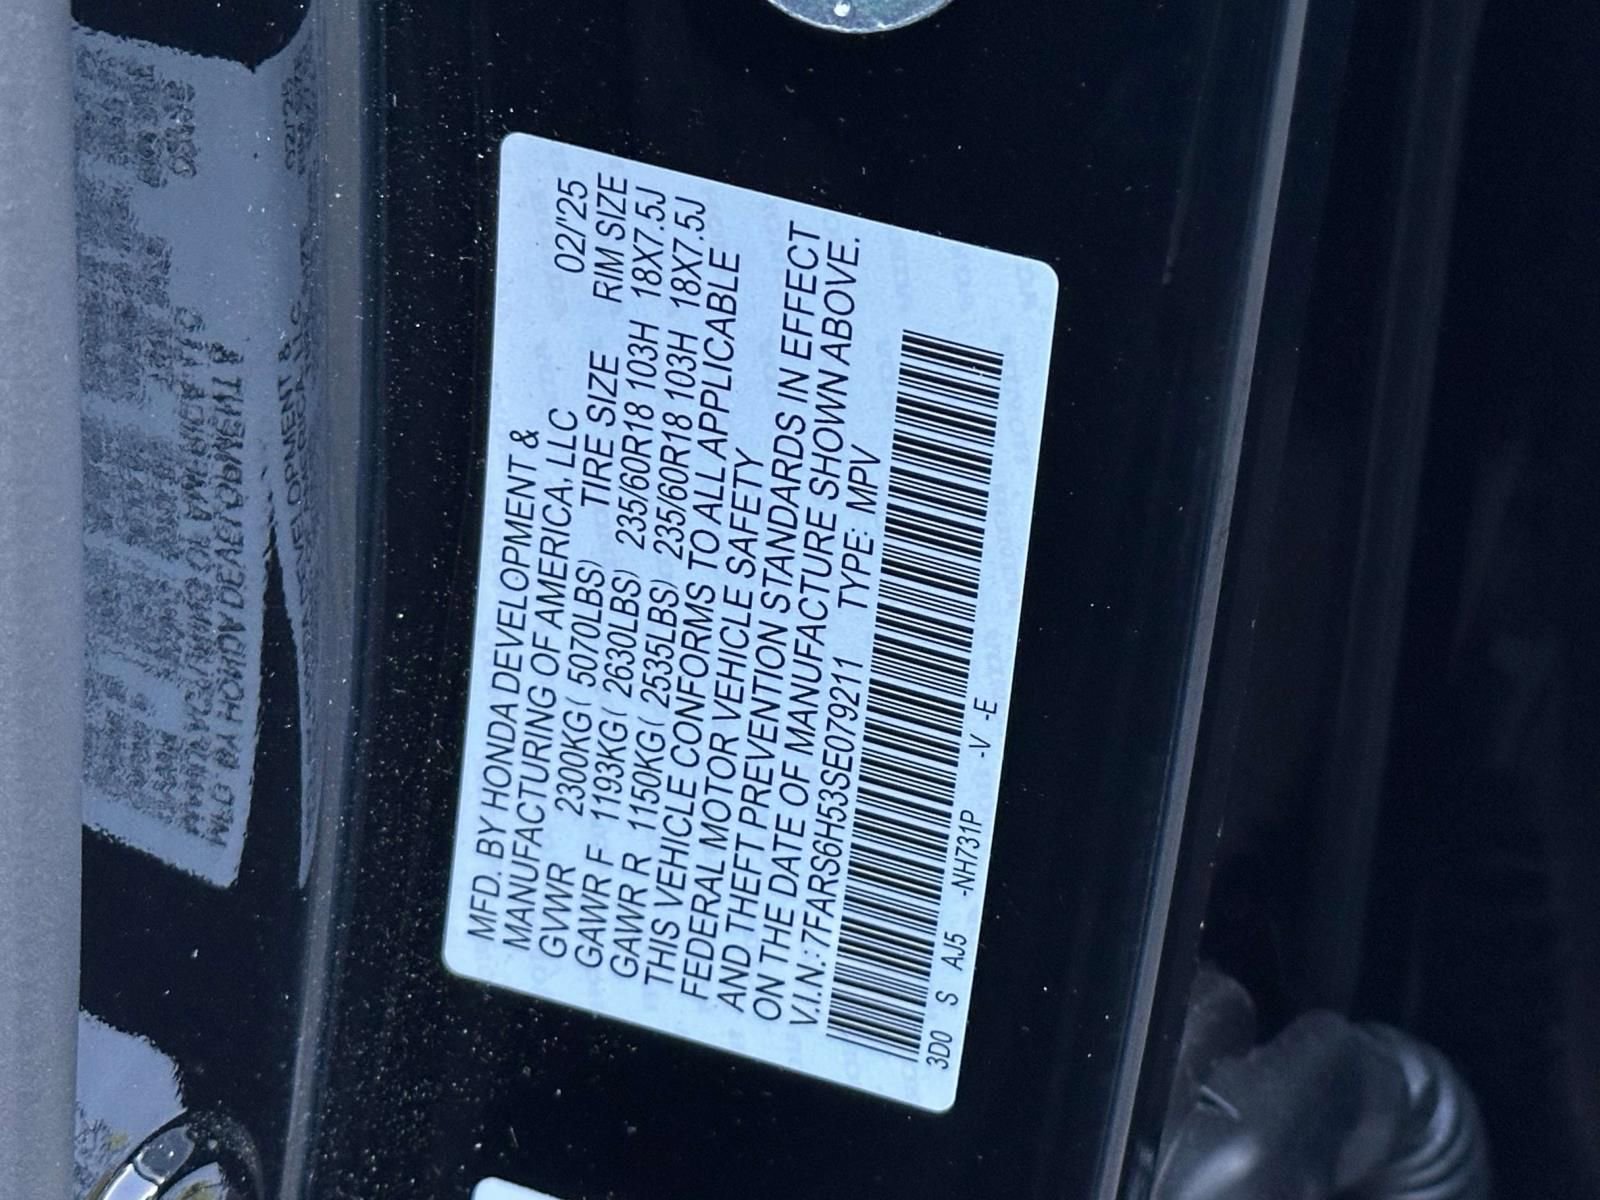 MFD. BY HONDA DEVELOPMENT &
MANUFACTURING OF AMERICA, LLC 02/'25
GVWR 2300KG( 5070LBS) TIRE SIZE RIM SIZE
GAWR F 1193KG( 2630LBS) 235/60R18 103H 18X7.5J
GAWR R 1150KG( 2535LBS) 235/60R18 103H 18X7.5J
THIS VEHICLE CONFORMS TO ALL APPLICABLE
FEDERAL MOTOR VEHICLE SAFETY
AND THEFT PREVENTION STANDARDS IN EFFECT
ON THE DATE OF MANUFACTURE SHOWN ABOVE.
V.I.N.:7FARS6H53SE079211 TYPE: MPV
3D0 S AJ5 -NH731P -V -E